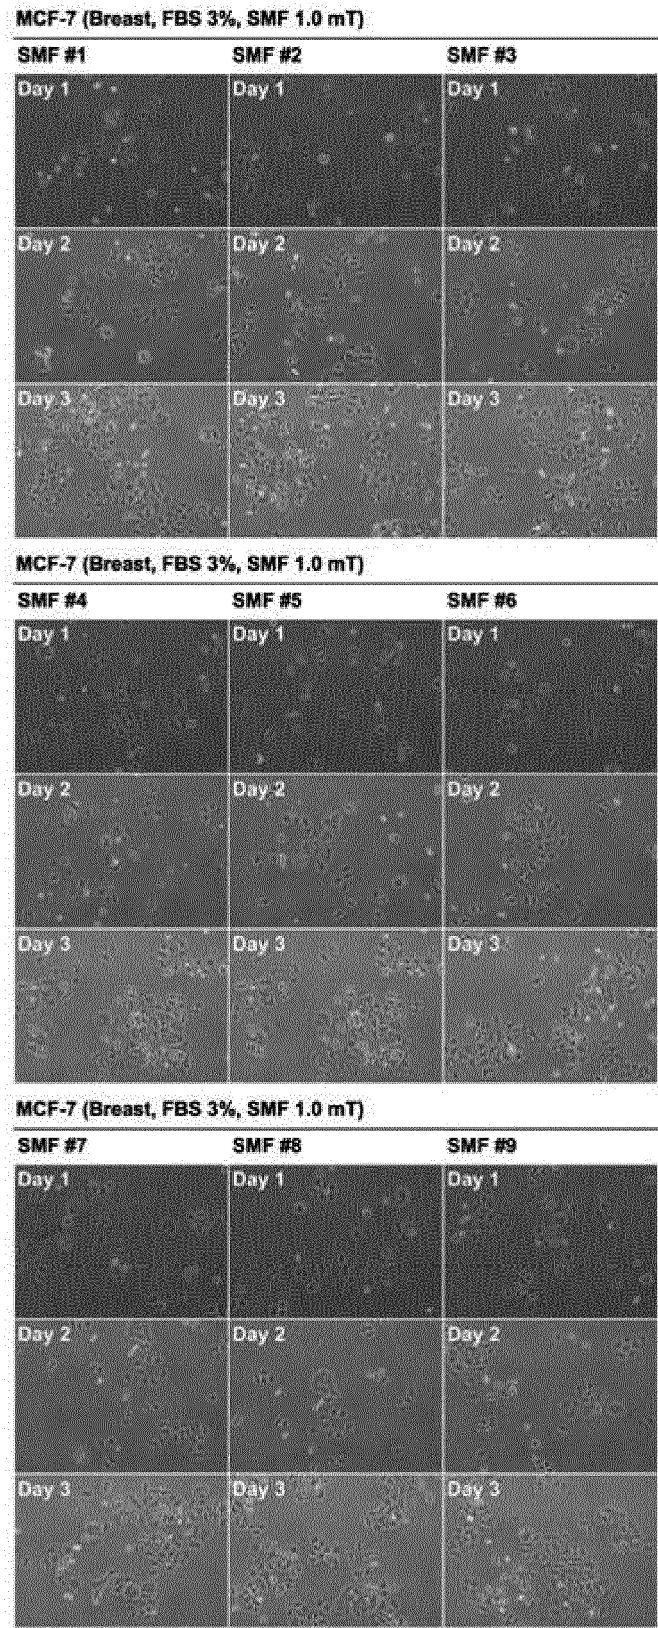 MCF-7 (Breast, FBS 3%, SMF 1.0 mT)
SMF #1 SMF #2 SMF #3
Day 1 Day 1 Day 1
Day 2 Day 2 Day 2
Day 3 Day 3 Day 3
MCF-7 (Breast, FBS 3%, SMF 1.0 mT)
SMF #4 SMF #5 SMF #6
Day 1 Day 1 Day 1
Day 2 Day 2 Day 2
Day 3 Day 3 Day 3
MCF-7 (Breast, FBS 3%, SMF 1.0 mT)
SMF #7 SMF #8 SMF #9
Day 1 Day 1 Day 1
Day 2 Day 2 Day 2
Day 3 Day 3 Day 3